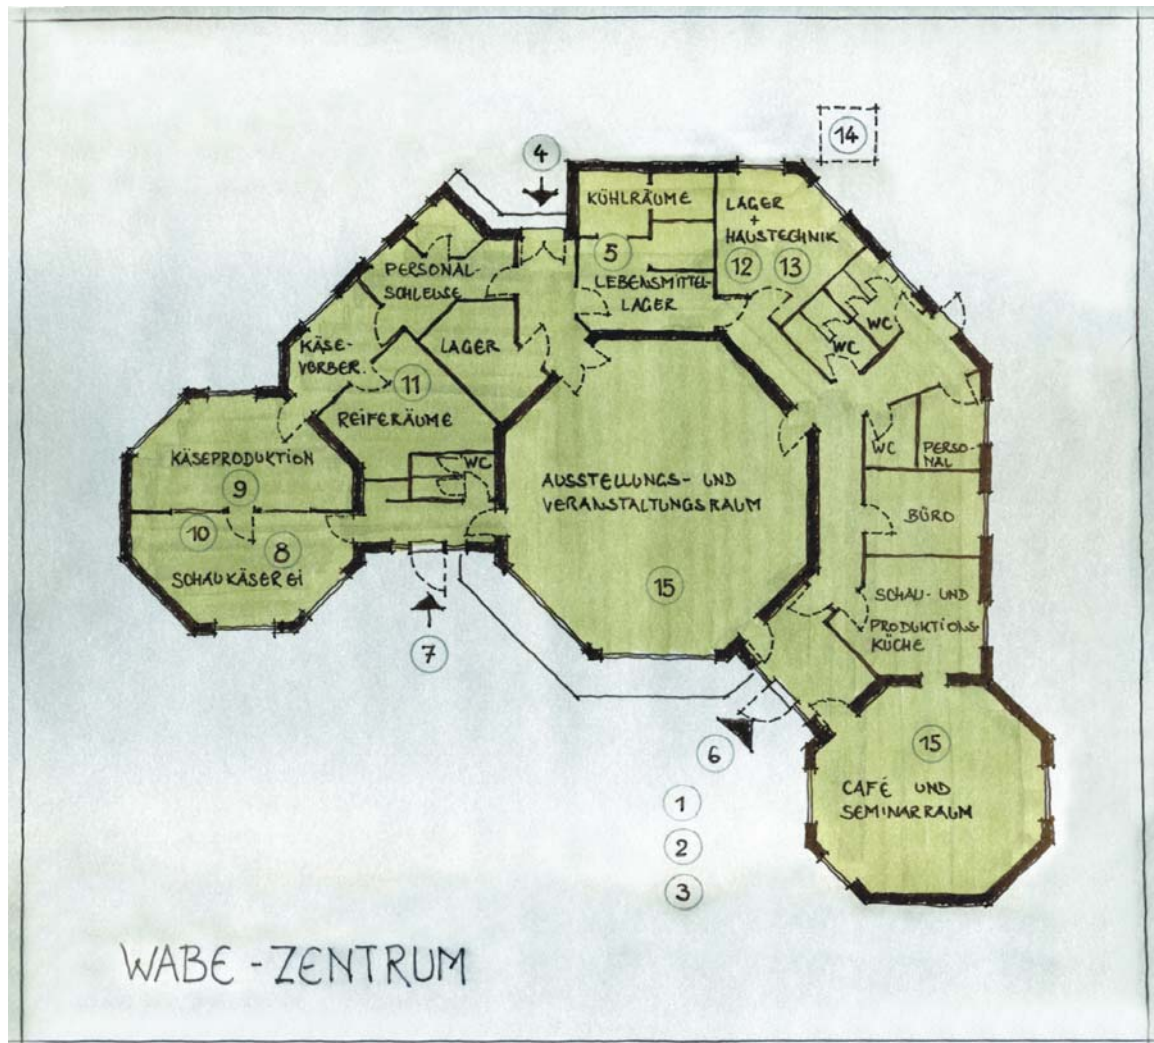 14
4
KÜHLRÄUME
LAGER
+
HAUSTECHNIK
5
12
13
PERSONAL-
SCHLEUSE
LEBENSMITTEL-
LAGER
WC
WC
KÄSE-
VORBER.
LAGER
11
REIFERÄUME
WC
PERSO-
NAL
KÄSEPRODUKTION
WC
9
AUSSTELLUNGS- UND
VERANSTALTUNGSRAUM
BÜRO
10
8
SCHAUKÄSEREI
15
SCHAU- UND
PRODUKTIONS
KÜCHE
7
6
15
1
2
3
CAFÉ UND
SEMINARRAUM
WABE-ZENTRUM